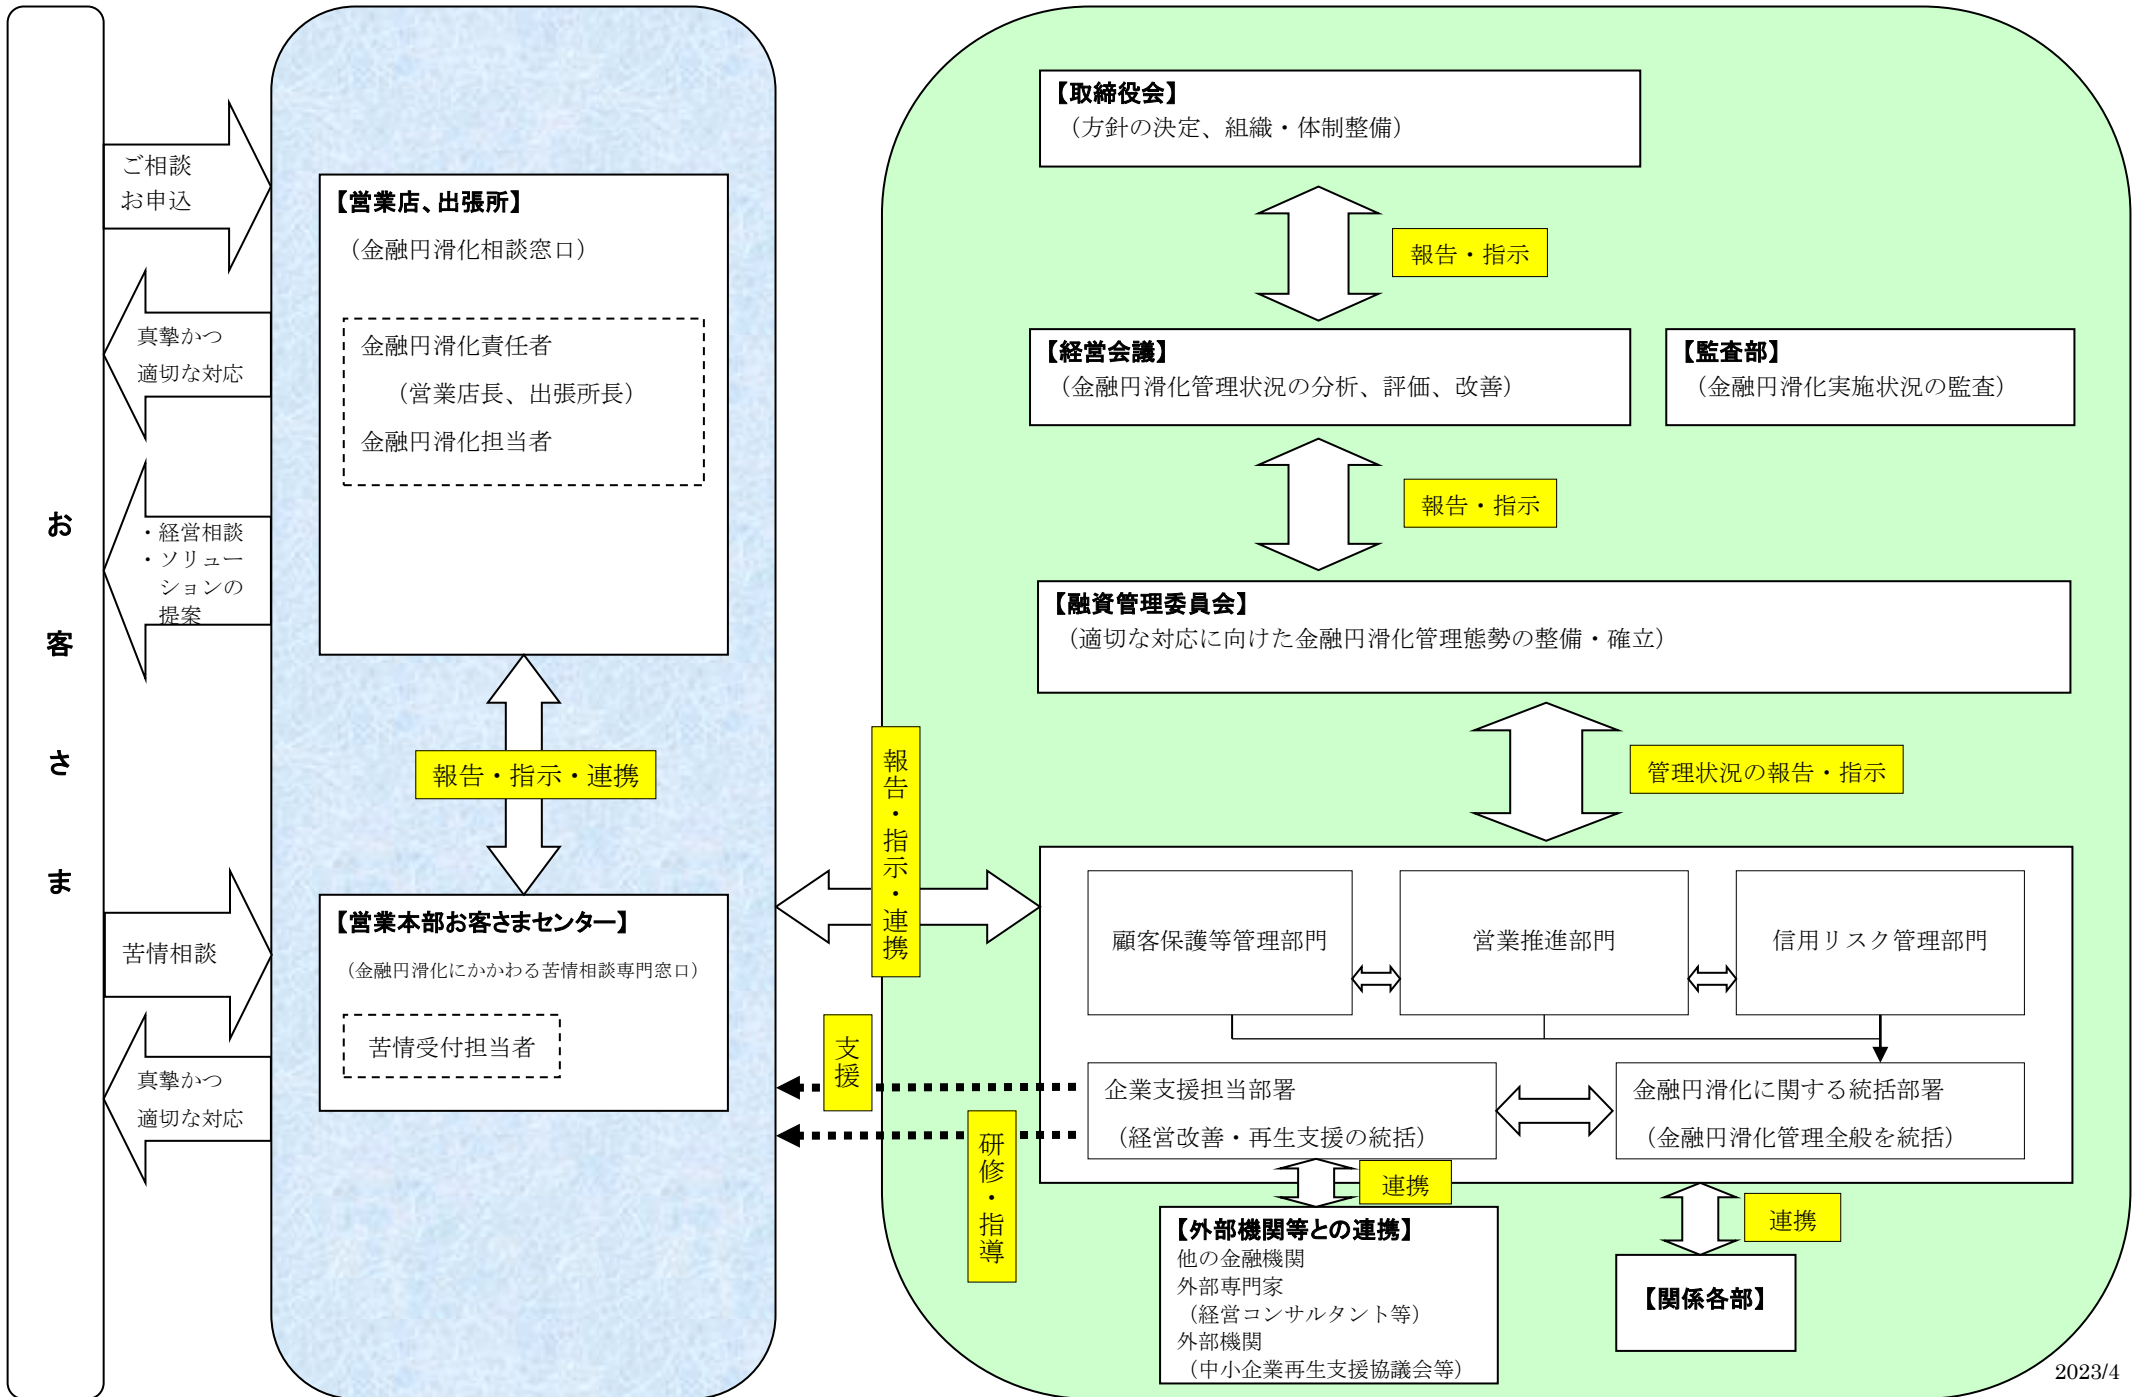 お客さま
ご相談
お申込
真摯かつ
適切な対応
・経営相談
・ソリュー
ションの
提案
苦情相談
真摯かつ
適切な対応
【営業店、出張所】
（金融円滑化相談窓口）
金融円滑化責任者
（営業店長、出張所長）
金融円滑化担当者
報告・指示・連携
【営業本部お客さまセンター】
（金融円滑化にかかわる苦情相談専門窓口）
苦情受付担当者
報告・指示・連携
支援
研修・指導
【取締役会】
（方針の決定、組織・体制整備）
報告・指示
【経営会議】
（金融円滑化管理状況の分析、評価、改善）
【監査部】
（金融円滑化実施状況の監査）
報告・指示
【融資管理委員会】
（適切な対応に向けた金融円滑化管理態勢の整備・確立）
管理状況の報告・指示
顧客保護等管理部門
営業推進部門
信用リスク管理部門
企業支援担当部署
（経営改善・再生支援の統括）
金融円滑化に関する統括部署
（金融円滑化管理全般を統括）
連携
連携
【外部機関等との連携】
他の金融機関
外部専門家
（経営コンサルタント等）
外部機関
（中小企業再生支援協議会等）
【関係各部】
2023/4